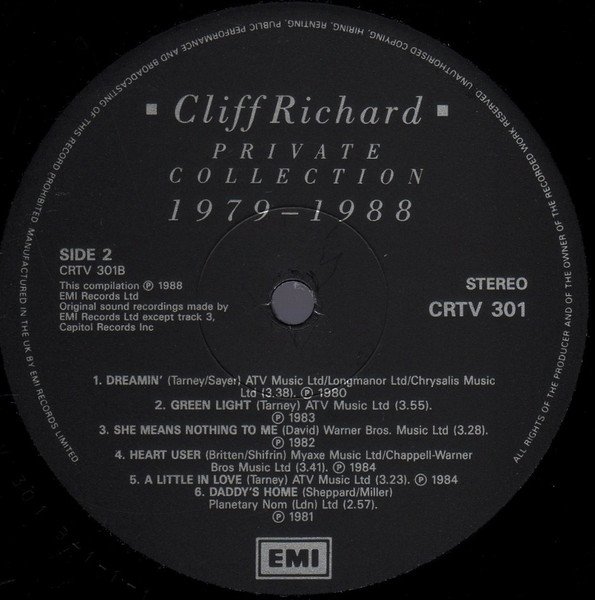 UNAUTHORISED COPYING, HIRING, RENTING, PUBLIC PERFORMANCE AND BROADCASTING OF THIS RECORD PROHIBITED MANUFACTURED IN THE UK BY EMI RECORDS LIMITED
ALL RIGHTS OF THE PRODUCER AND OF THE OWNER OF THE RECORDED WORK RESERVED
Cliff Richard
PRIVATE
COLLECTION
1979–1988
SIDE 2
CRTV 301B
This compilation ℗ 1988
EMI Records Ltd
Original sound recordings made by
EMI Records Ltd except track 3,
Capitol Records Inc
STEREO
CRTV 301
1. DREAMIN' (Tarney/Sayer) ATV Music Ltd/Longmanor Ltd/Chrysalis Music
Ltd (3.38). ℗ 1980
2. GREEN LIGHT (Tarney) ATV Music Ltd (3.55).
℗ 1983
3. SHE MEANS NOTHING TO ME (David) Warner Bros. Music Ltd (3.28).
℗ 1982
4. HEART USER (Britten/Shifrin) Myaxe Music Ltd/Chappell-Warner
Bros Music Ltd (3.41). ℗ 1984
5. A LITTLE IN LOVE (Tarney) ATV Music Ltd (3.23). ℗ 1984
6. DADDY'S HOME (Sheppard/Miller)
Planetary Nom (Ldn) Ltd (2.57).
℗ 1981
EMI